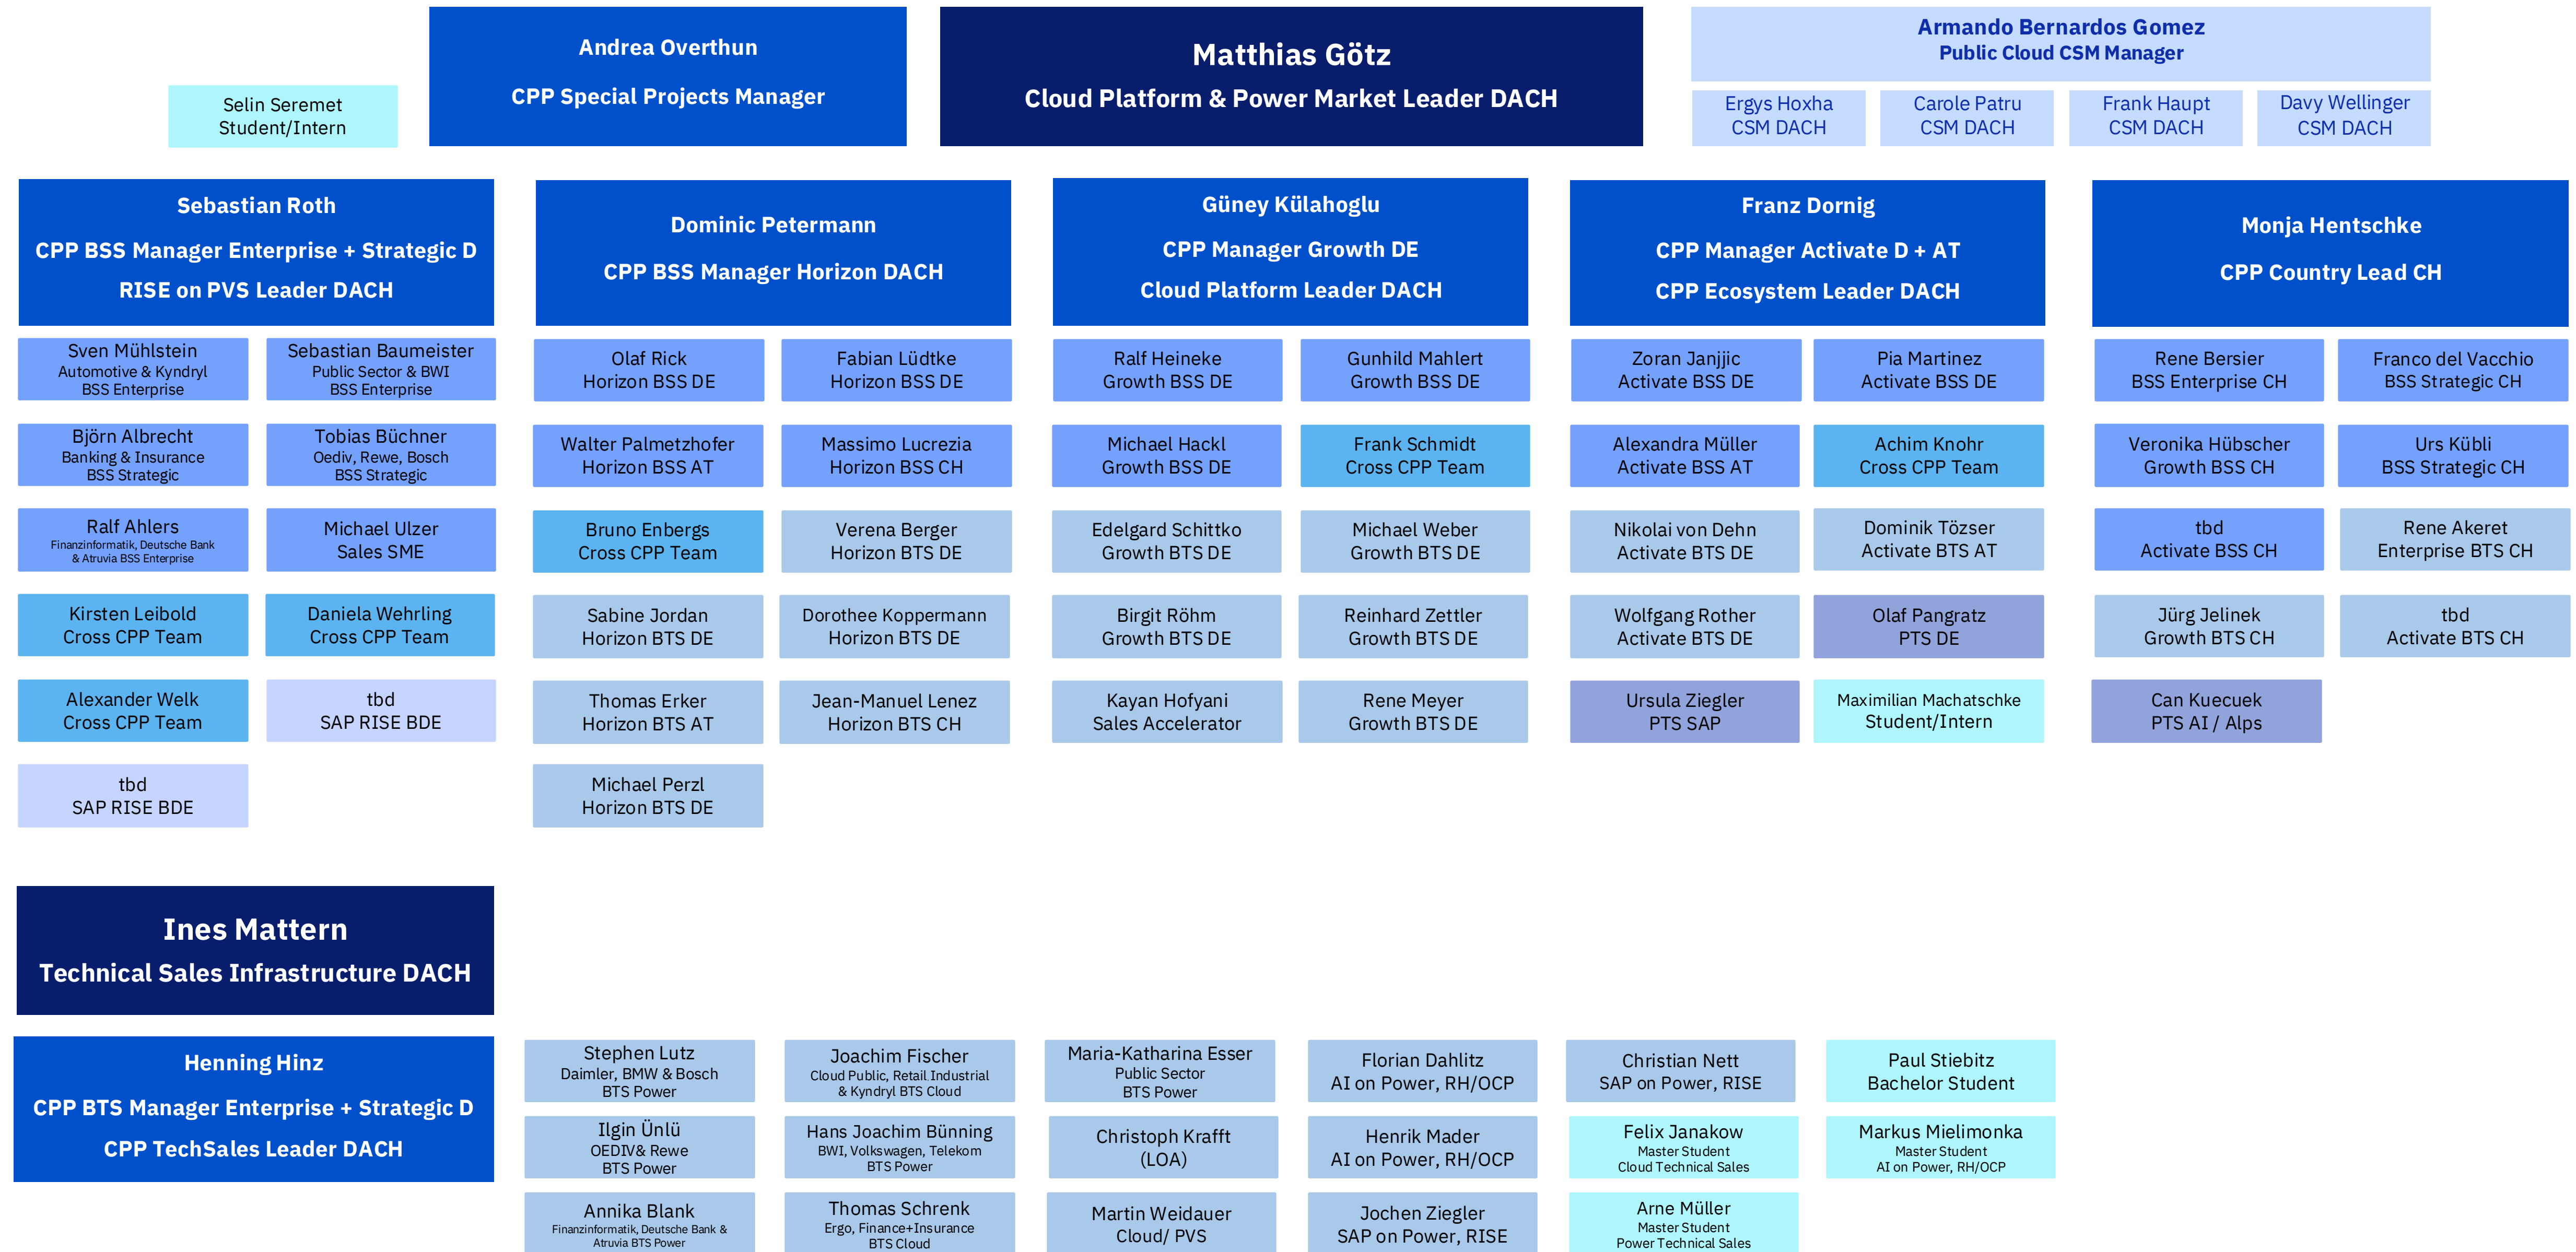 Andrea Overthun
CPP Special Projects Manager
Matthias Götz
Cloud Platform & Power Market Leader DACH
Armando Bernardos Gomez
Public Cloud CSM Manager
Selin Seremet
Student/Intern
Ergys Hoxha
CSM DACH
Carole Patru
CSM DACH
Frank Haupt
CSM DACH
Davy Wellinger
CSM DACH
Sebastian Roth
CPP BSS Manager Enterprise + Strategic D
RISE on PVS Leader DACH
Sven Mühlstein
Automotive & Kyndryl
BSS Enterprise
Sebastian Baumeister
Public Sector & BWI
BSS Enterprise
Björn Albrecht
Banking & Insurance
BSS Strategic
Tobias Büchner
Oediv, Rewe, Bosch
BSS Strategic
Ralf Ahlers
Finanzinformatik, Deutsche Bank
& Atruvia BSS Enterprise
Michael Ulzer
Sales SME
Kirsten Leibold
Cross CPP Team
Daniela Wehrling
Cross CPP Team
Alexander Welk
Cross CPP Team
tbd
SAP RISE BDE
tbd
SAP RISE BDE
Dominic Petermann
CPP BSS Manager Horizon DACH
Olaf Rick
Horizon BSS DE
Fabian Lüdtke
Horizon BSS DE
Walter Palmetzhofer
Horizon BSS AT
Massimo Lucrezia
Horizon BSS CH
Bruno Enbergs
Cross CPP Team
Verena Berger
Horizon BTS DE
Sabine Jordan
Horizon BTS DE
Dorothee Koppermann
Horizon BTS DE
Thomas Erker
Horizon BTS AT
Jean-Manuel Lenez
Horizon BTS CH
Michael Perzl
Horizon BTS DE
Güney Külahoglu
CPP Manager Growth DE
Cloud Platform Leader DACH
Ralf Heineke
Growth BSS DE
Gunhild Mahlert
Growth BSS DE
Michael Hackl
Growth BSS DE
Frank Schmidt
Cross CPP Team
Edelgard Schittko
Growth BTS DE
Michael Weber
Growth BTS DE
Birgit Röhm
Growth BTS DE
Reinhard Zettler
Growth BTS DE
Kayan Hofyani
Sales Accelerator
Rene Meyer
Growth BTS DE
Franz Dornig
CPP Manager Activate D + AT
CPP Ecosystem Leader DACH
Zoran Janjjic
Activate BSS DE
Pia Martinez
Activate BSS DE
Alexandra Müller
Activate BSS AT
Achim Knohr
Cross CPP Team
Nikolai von Dehn
Activate BTS DE
Dominik Tözser
Activate BTS AT
Wolfgang Rother
Activate BTS DE
Olaf Pangratz
PTS DE
Ursula Ziegler
PTS SAP
Maximilian Machatschke
Student/Intern
Monja Hentschke
CPP Country Lead CH
Rene Bersier
BSS Enterprise CH
Franco del Vacchio
BSS Strategic CH
Veronika Hübscher
Growth BSS CH
Urs Kübli
BSS Strategic CH
tbd
Activate BSS CH
Rene Akeret
Enterprise BTS CH
Jürg Jelinek
Growth BTS CH
tbd
Activate BTS CH
Can Kuecuek
PTS AI / Alps
Ines Mattern
Technical Sales Infrastructure DACH
Henning Hinz
CPP BTS Manager Enterprise + Strategic D
CPP TechSales Leader DACH
Stephen Lutz
Daimler, BMW & Bosch
BTS Power
Joachim Fischer
Cloud Public, Retail Industrial
& Kyndryl BTS Cloud
Maria-Katharina Esser
Public Sector
BTS Power
Florian Dahlitz
AI on Power, RH/OCP
Christian Nett
SAP on Power, RISE
Paul Stiebitz
Bachelor Student
Ilgin Ünlü
OEDIV& Rewe
BTS Power
Hans Joachim Bünning
BWI, Volkswagen, Telekom
BTS Power
Christoph Krafft
(LOA)
Henrik Mader
AI on Power, RH/OCP
Felix Janakow
Master Student
Cloud Technical Sales
Markus Mielimonka
Master Student
AI on Power, RH/OCP
Annika Blank
Finanzinformatik, Deutsche Bank &
Atruvia BTS Power
Thomas Schrenk
Ergo, Finance+Insurance
BTS Cloud
Martin Weidauer
Cloud/ PVS
Jochen Ziegler
SAP on Power, RISE
Arne Müller
Master Student
Power Technical Sales